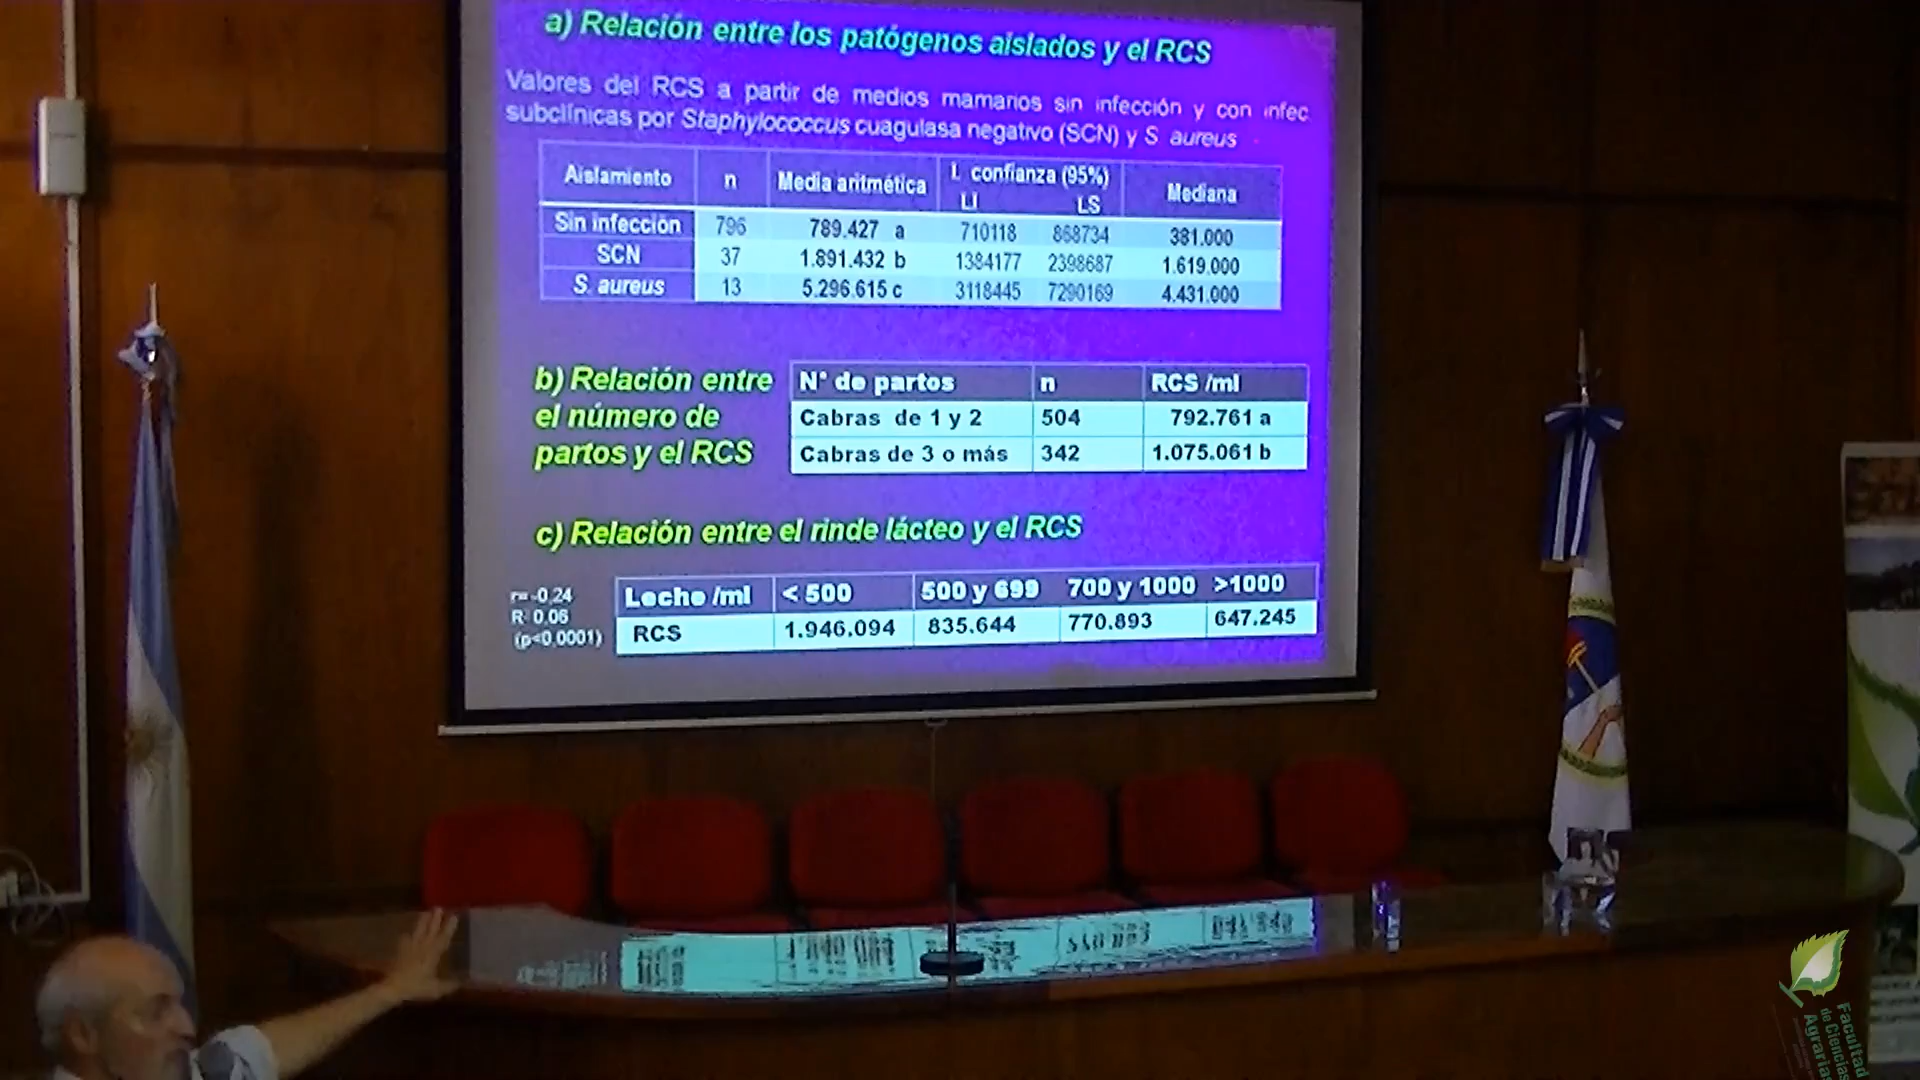 a) Relación entre los patógenos aislados y el RCS
Valores del RCS a partir de medios mamarios sin infección y con infec
subclínicas por Staphylococcus cuagulasa negativo (SCN) y S aureus
Aislamiento n Media aritmética I. confianza (95%) Mediana
LI LS
Sin infección 796 789.427 a 710118 868734 381.000
SCN 37 1.891.432 b 1384177 2398687 1.619.000
S. aureus 13 5.296.615 c 3118445 7290169 4.431.000
b) Relación entre
el número de
partos y el RCS
N° de partos n RCS /ml
Cabras de 1 y 2 504 792.761 a
Cabras de 3 o más 342 1.075.061 b
c) Relación entre el rinde lácteo y el RCS
r= -0,24
R: 0,06
(p<0,0001)
Leche /ml < 500 500 y 699 700 y 1000 >1000
RCS 1.946.094 835.644 770.893 647.245
Facultad
de Ciencias
Agrarias